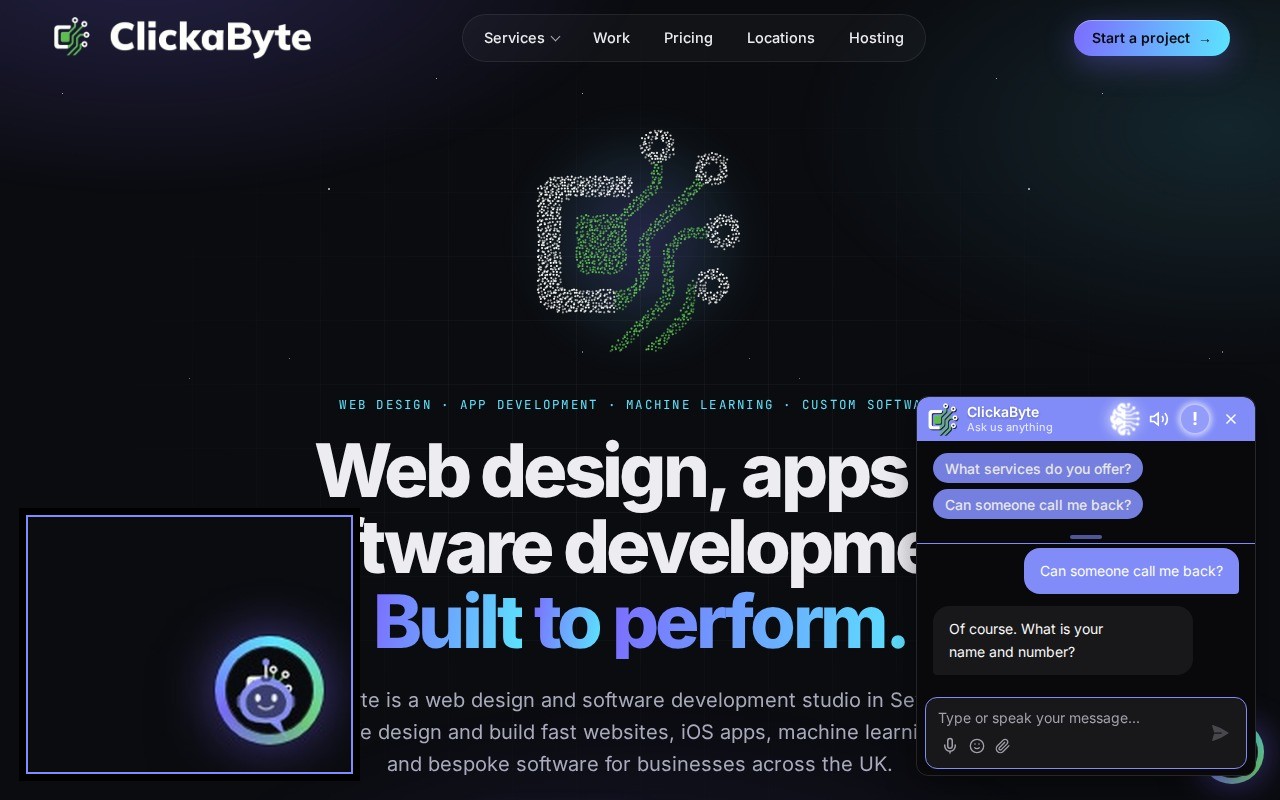 ClickaByte
Services
Work
Pricing
Locations
Hosting
Start a project →
WEB DESIGN · APP DEVELOPMENT · MACHINE LEARNING · CUSTOM
Web design, apps
developme
Built to perform.
te is a web design and software development studio in Se
e design and build fast websites, iOS apps, machine learni
and bespoke software for businesses across the UK.
ClickaByte
Ask us anything
!
What services do you offer?
Can someone call me back?
Can someone call me back?
Of course. What is your
name and number?
Type or speak your message...